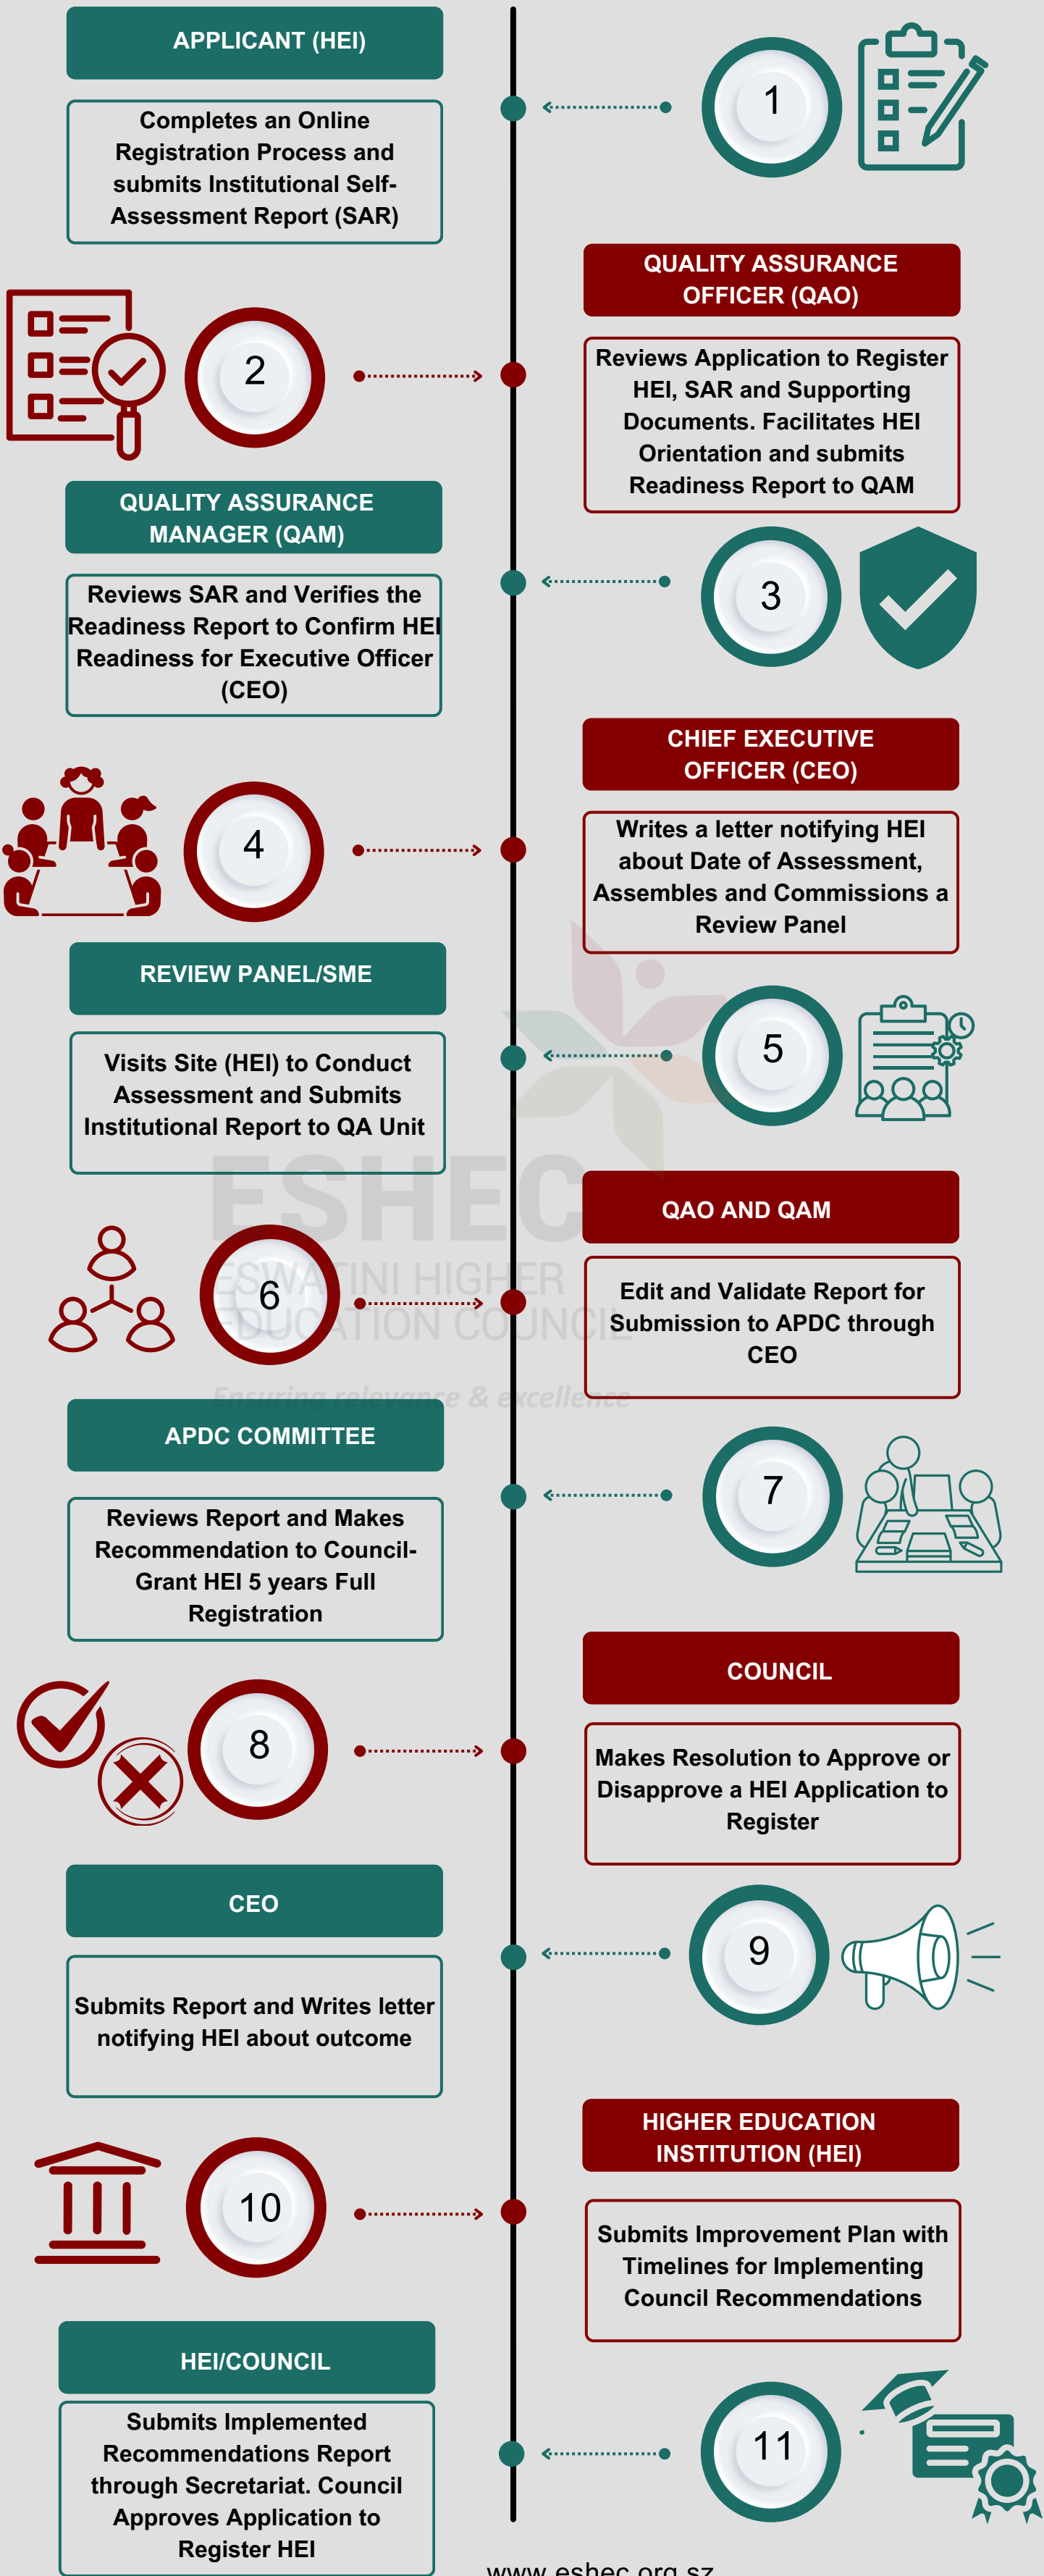 APPLICANT (HEI)
Completes an Online
Registration Process and
submits Institutional Self-
Assessment Report (SAR)
1
QUALITY ASSURANCE
OFFICER (QAO)
Reviews Application to Register
HEI, SAR and Supporting
Documents. Facilitates HEI
Orientation and submits
Readiness Report to QAM
2
QUALITY ASSURANCE
MANAGER (QAM)
Reviews SAR and Verifies the
Readiness Report to Confirm HEI
Readiness for Executive Officer
(CEO)
3
CHIEF EXECUTIVE
OFFICER (CEO)
Writes a letter notifying HEI
about Date of Assessment,
Assembles and Commissions a
Review Panel
4
REVIEW PANEL/SME
Visits Site (HEI) to Conduct
Assessment and Submits
Institutional Report to QA Unit
5
ESHEC
ESWATINI HIGHER
EDUCATION COUNCIL
Ensuring relevance & excellence
QAO AND QAM
Edit and Validate Report for
Submission to APDC through
CEO
6
APDC COMMITTEE
Reviews Report and Makes
Recommendation to Council-
Grant HEI 5 years Full
Registration
7
COUNCIL
Makes Resolution to Approve or
Disapprove a HEI Application to
Register
8
CEO
Submits Report and Writes letter
notifying HEI about outcome
9
HIGHER EDUCATION
INSTITUTION (HEI)
Submits Improvement Plan with
Timelines for Implementing
Council Recommendations
10
HEI/COUNCIL
Submits Implemented
Recommendations Report
through Secretariat. Council
Approves Application to
Register HEI
11
www.eshec.org.sz